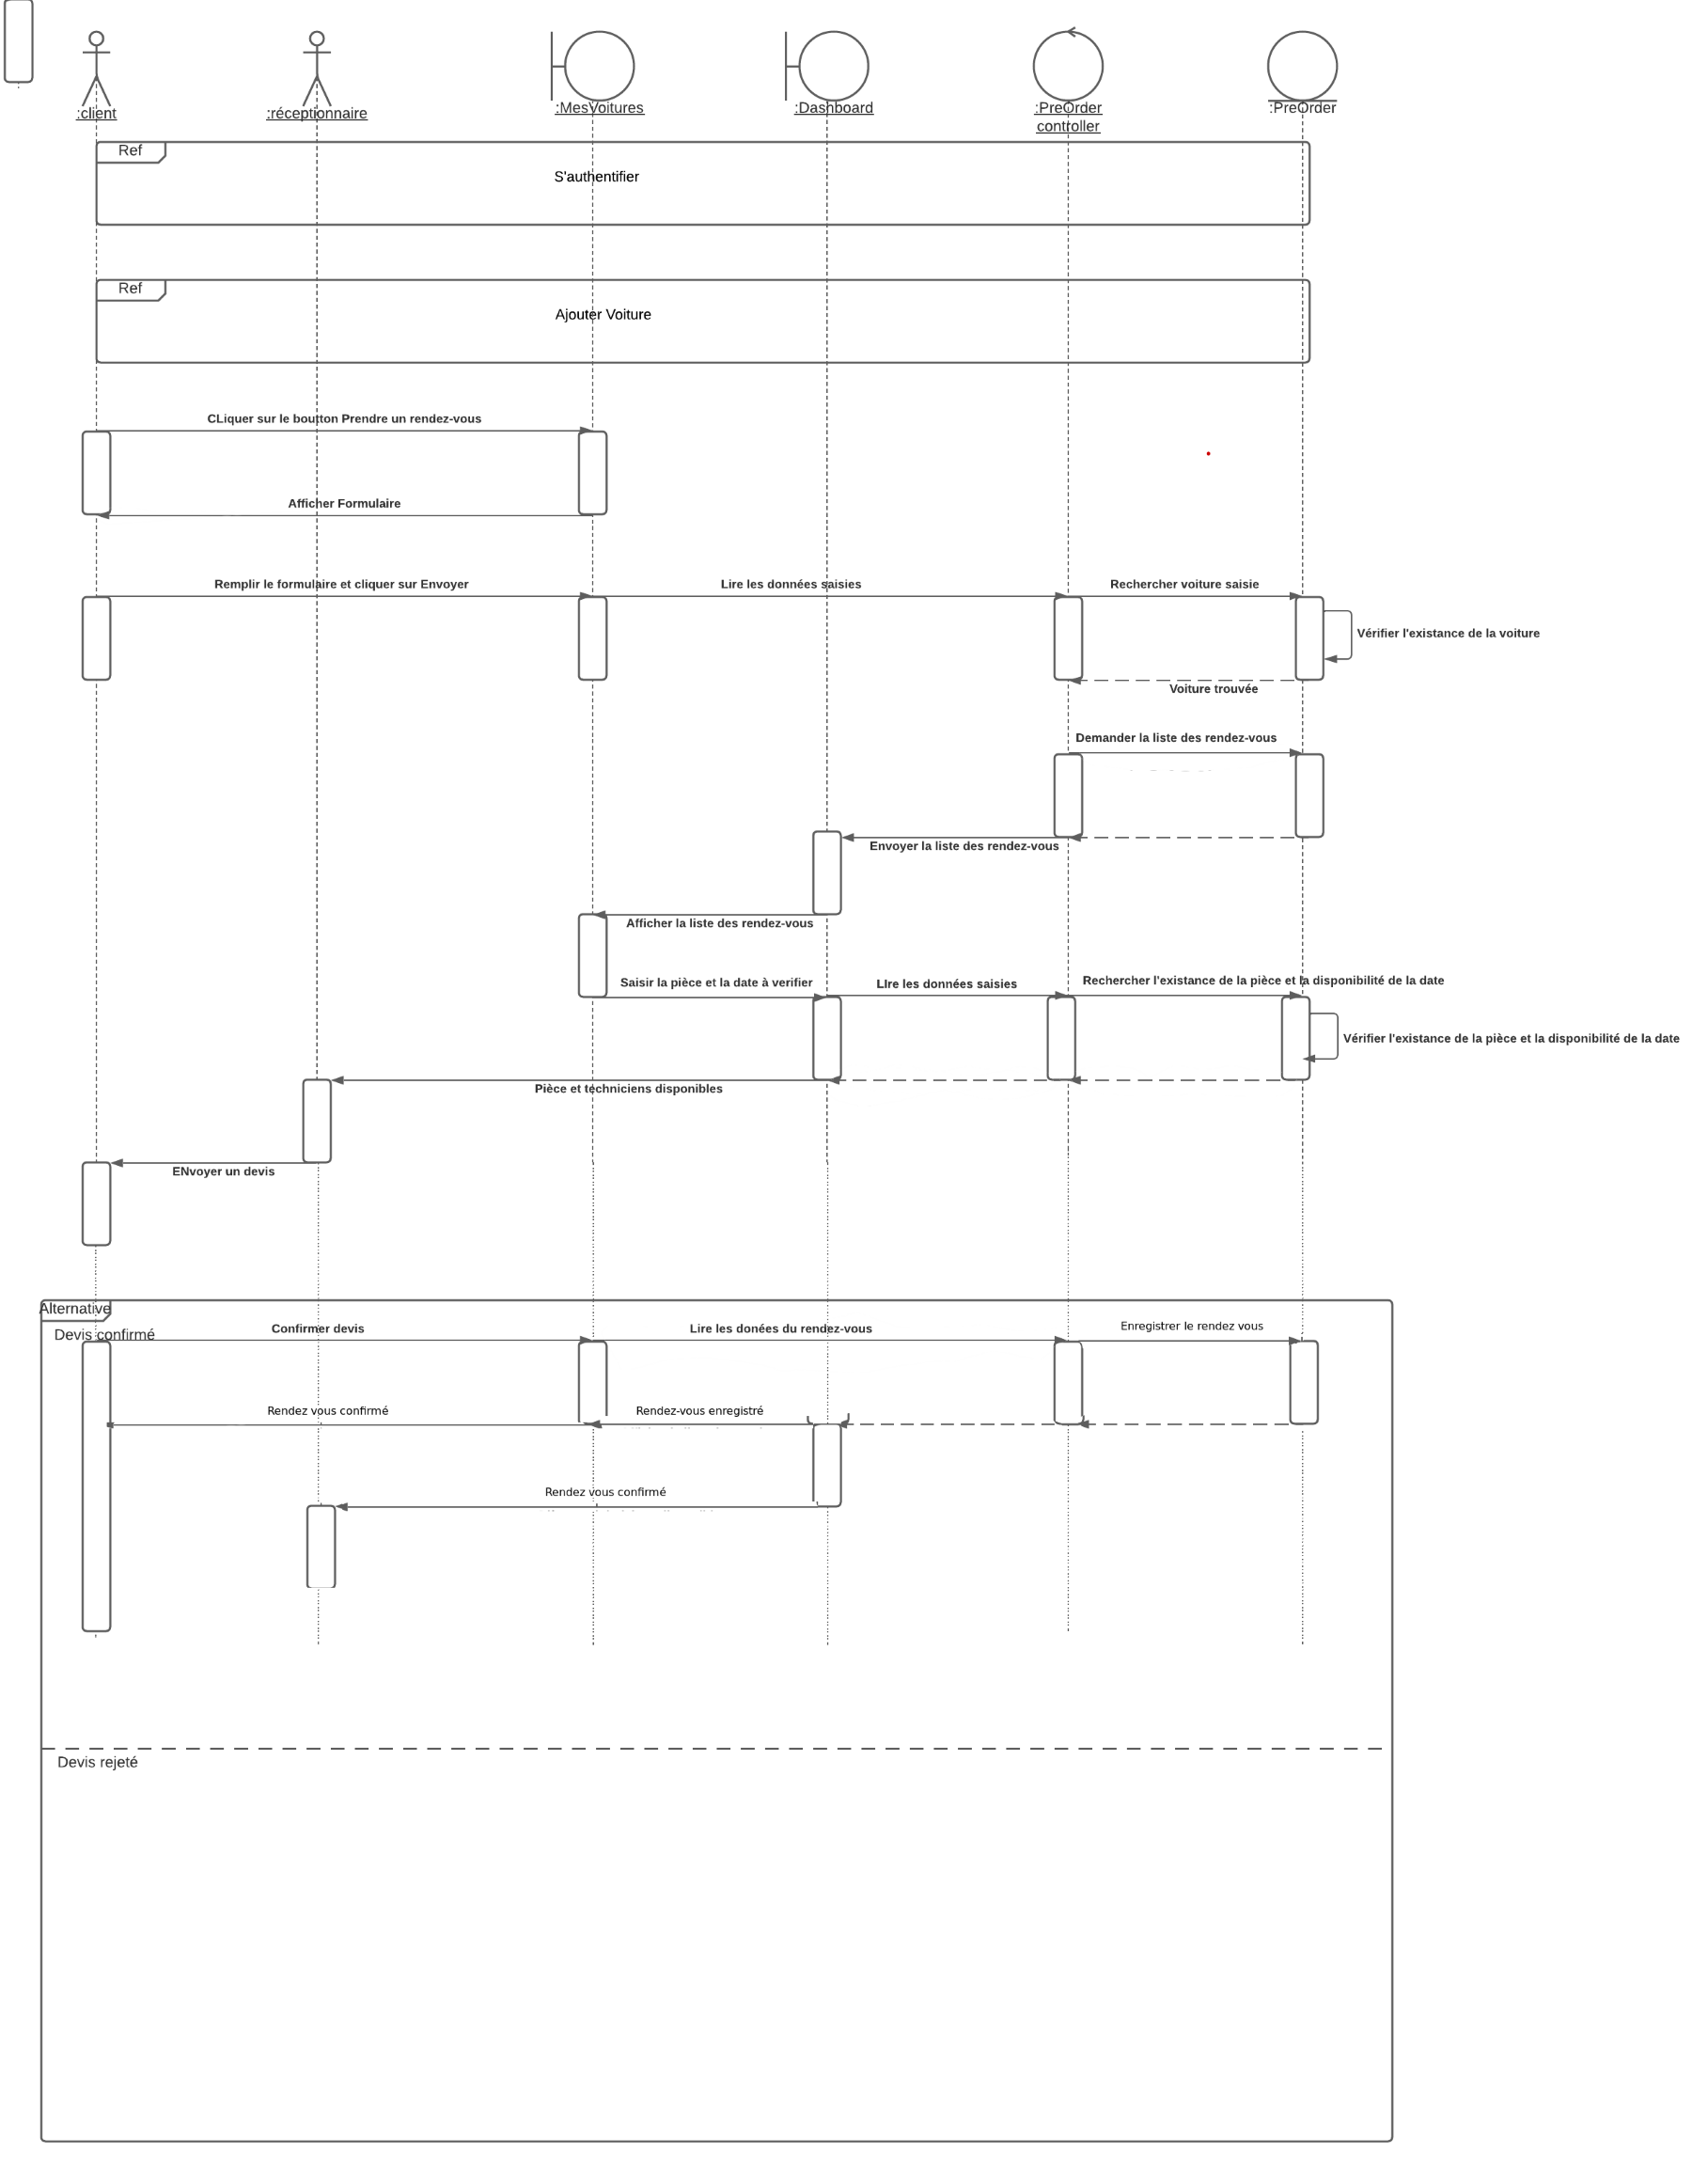 :client
:réceptionnaire
:MesVoitures
:Dashboard
:PreOrder
controller
:PreOrder
Ref
S'authentifier
Ref
Ajouter Voiture
CLiquer sur le boutton Prendre un rendez-vous
Afficher Formulaire
Remplir le formulaire et cliquer sur Envoyer
Lire les données saisies
Rechercher voiture saisie
Vérifier l'existance de la voiture
Voiture trouvée
Demander la liste des rendez-vous
Envoyer la liste des rendez-vous
Afficher la liste des rendez-vous
Saisir la pièce et la date à verifier
LIre les données saisies
Rechercher l'existance de la pièce et la disponibilité de la date
Vérifier l'existance de la pièce et la disponibilité de la date
Pièce et techniciens disponibles
ENvoyer un devis
Alternative
Devis confirmé
Confirmer devis
Lire les donées du rendez-vous
Enregistrer le rendez vous
Rendez vous confirmé
Rendez-vous enregistré
Rendez vous confirmé
Devis rejeté